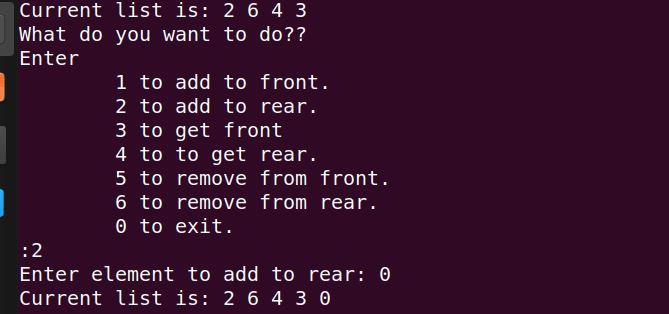 Current list is: 2 6 4 3
What do you want to do??
Enter
1 to add to front.
2 to add to rear.
3 to get front
4 to to get rear.
5 to remove from front.
6 to remove from rear.
0 to exit.
:2
Enter element to add to rear: 0
Current list is: 2 6 4 3 0